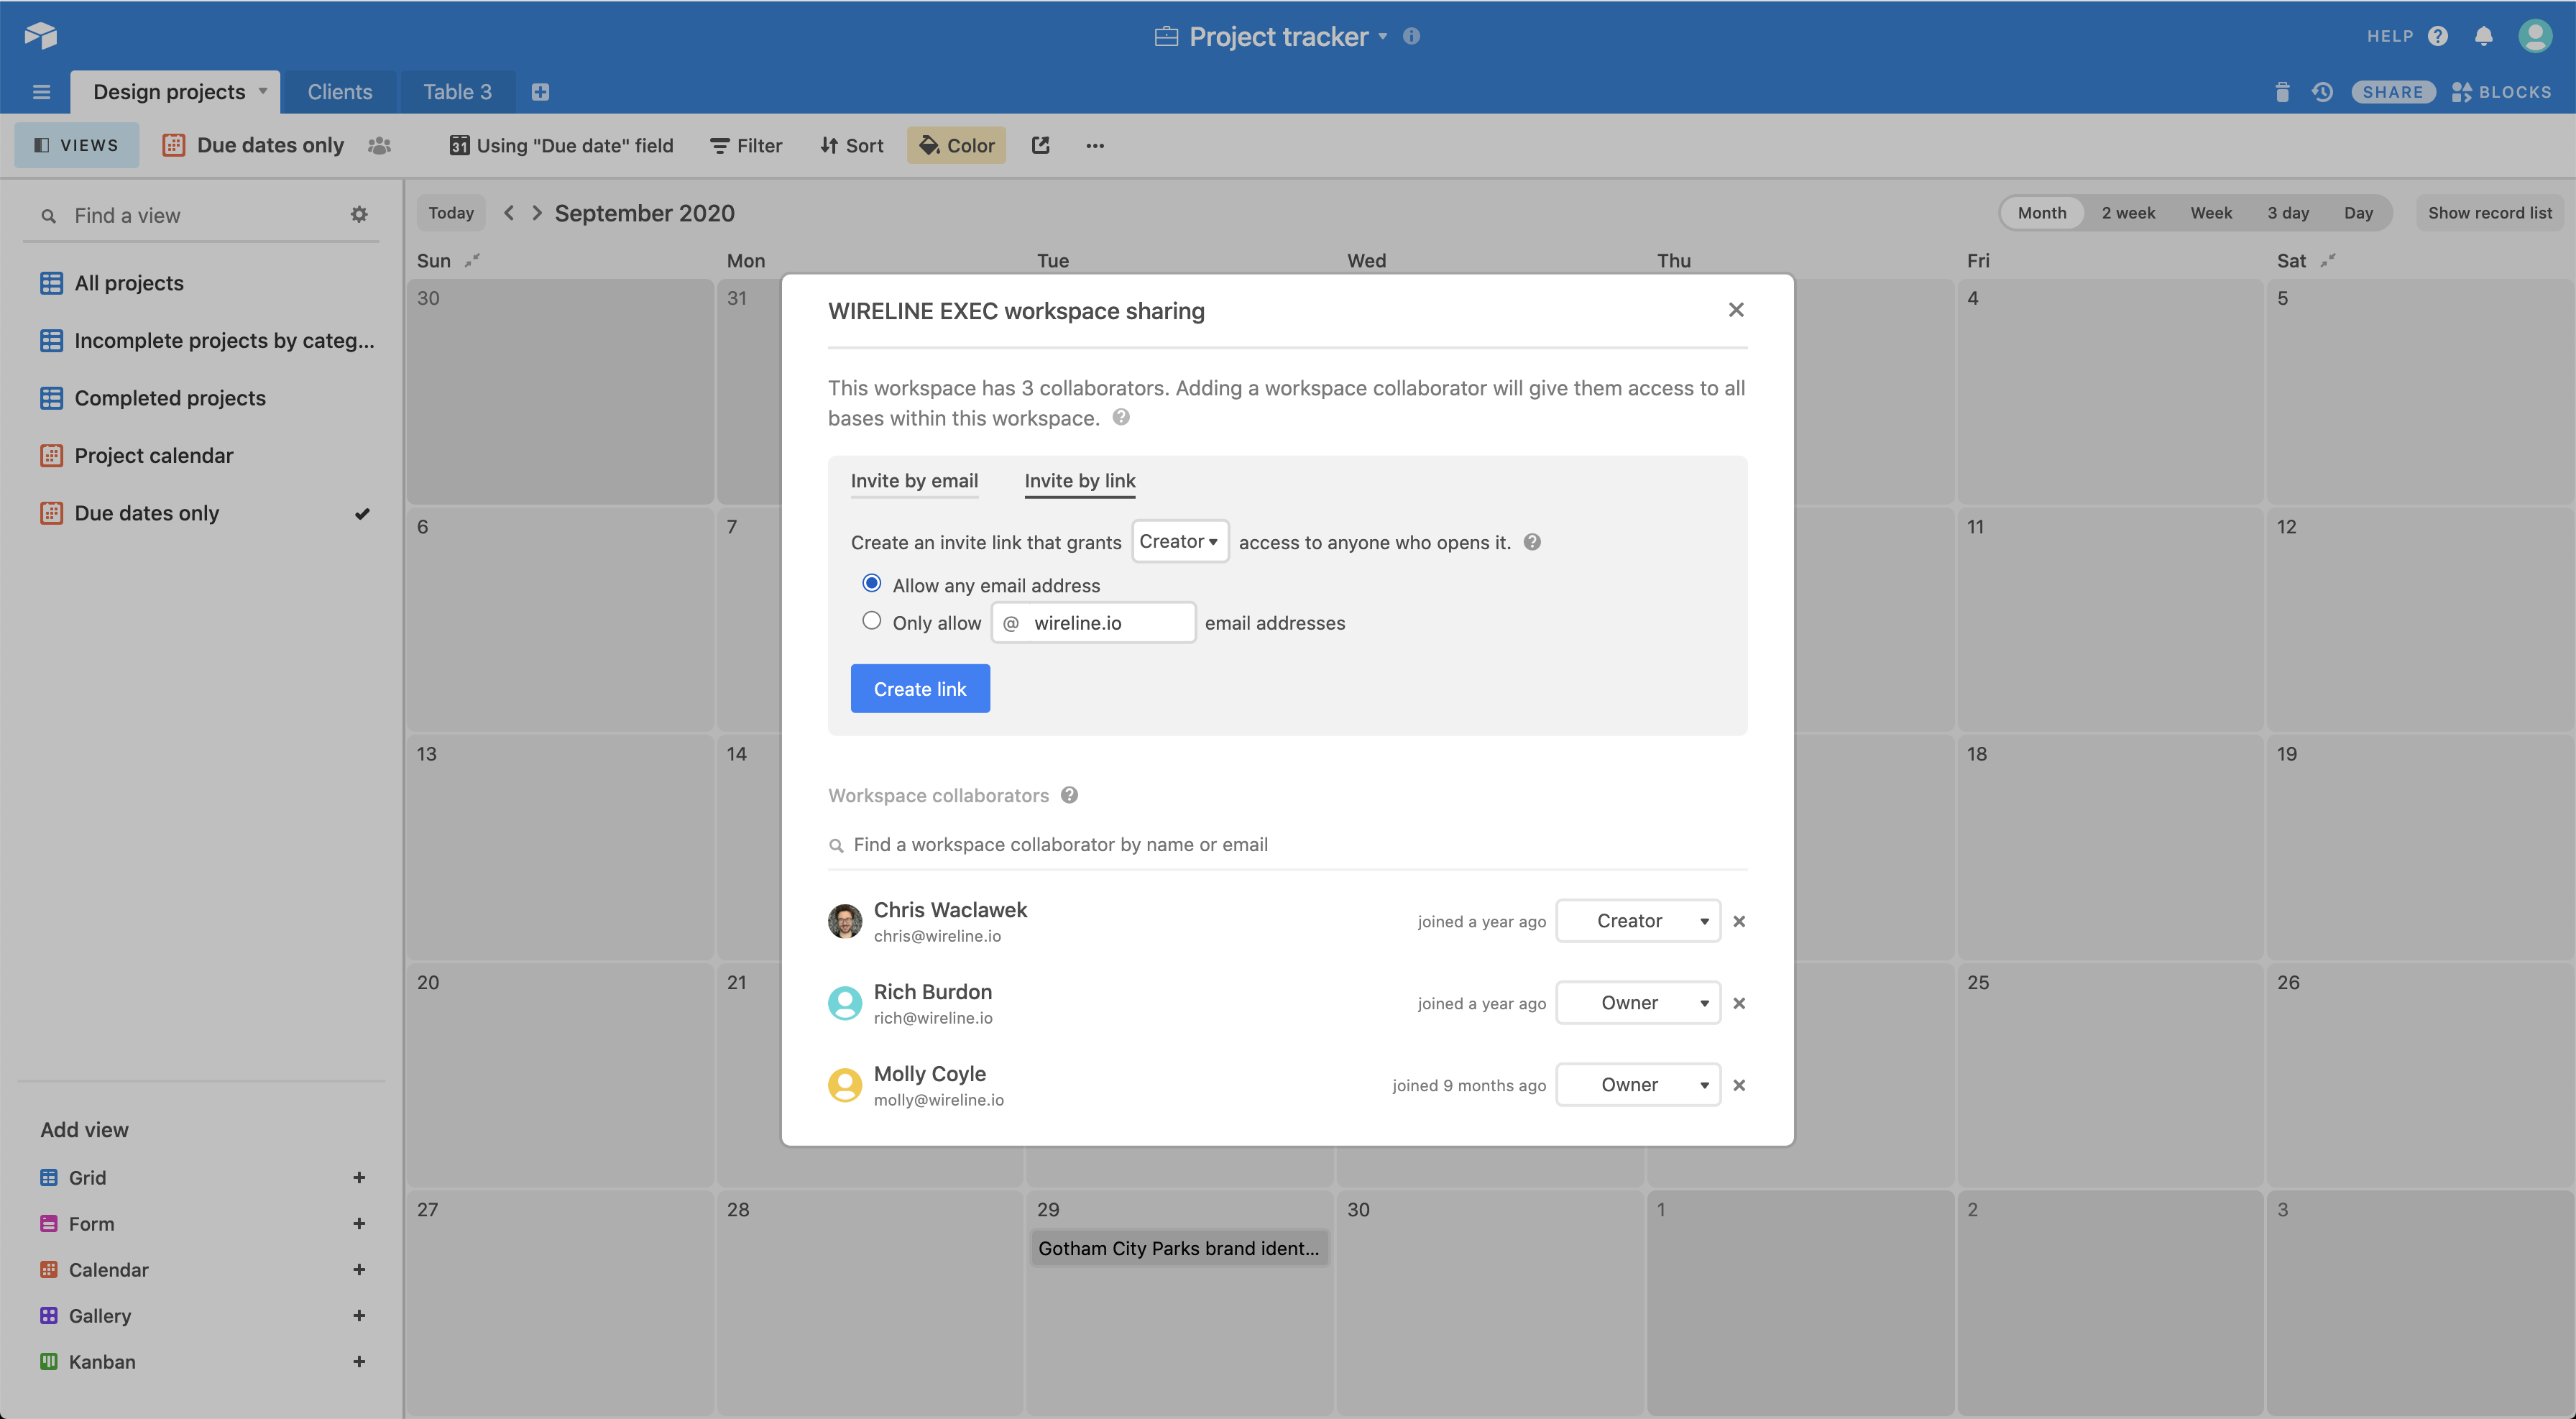 Project tracker
HELP
Design projects
Clients
Table 3
SHARE
BLOCKS
VIEWS
Due dates only
31 Using "Due date" field
Filter
Sort
Color
Find a view
All projects
Incomplete projects by categ...
Completed projects
Project calendar
Due dates only
Add view
Grid
Form
Calendar
Gallery
Kanban
Today
September 2020
Month
2 week
Week
3 day
Day
Show record list
Sun
Mon
Tue
Wed
Thu
Fri
Sat
30
31
4
5
6
7
11
12
13
14
18
19
20
21
25
26
27
28
29
30
1
2
3
Gotham City Parks brand ident...
WIRELINE EXEC workspace sharing
This workspace has 3 collaborators. Adding a workspace collaborator will give them access to all
bases within this workspace.
Invite by email
Invite by link
Create an invite link that grants Creator access to anyone who opens it.
Allow any email address
Only allow @ wireline.io email addresses
Create link
Workspace collaborators
Find a workspace collaborator by name or email
Chris Waclawek
chris@wireline.io
joined a year ago
Creator
Rich Burdon
rich@wireline.io
joined a year ago
Owner
Molly Coyle
molly@wireline.io
joined 9 months ago
Owner